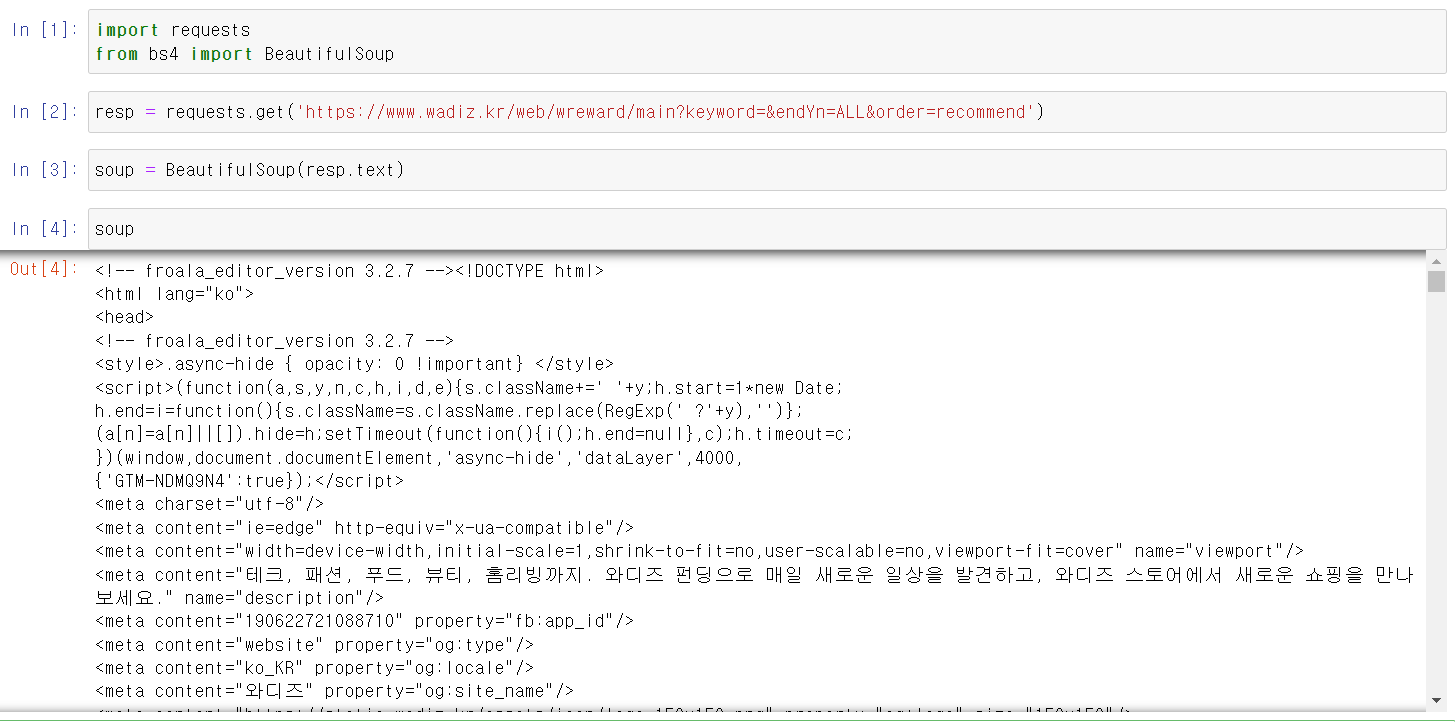 In [1]: import requests
from bs4 import BeautifulSoup
In [2]: resp = requests.get('https://www.wadiz.kr/web/wreward/main?keyword=&endYn=ALL&order=recommend')
In [3]: soup = BeautifulSoup(resp.text)
In [4]: soup
Out[4]: <!-- froala_editor_version 3.2.7 --><!DOCTYPE html>
<html lang="ko">
<head>
<!-- froala_editor_version 3.2.7 -->
<style>.async-hide { opacity: 0 !important} </style>
<script>(function(a,s,y,n,c,h,i,d,e){s.className+=' '+y;h.start=1*new Date;
h.end=i=function(){s.className=s.className.replace(RegExp(' ?'+y),'')};
(a[n]=a[n]||[]).hide=h;setTimeout(function(){i();h.end=null},c);h.timeout=c;
})(window,document.documentElement,'async-hide','dataLayer',4000,
{'GTM-NDMQ9N4':true});</script>
<meta charset="utf-8"/>
<meta content="ie=edge" http-equiv="x-ua-compatible"/>
<meta content="width=device-width,initial-scale=1,shrink-to-fit=no,user-scalable=no,viewport-fit=cover" name="viewport"/>
<meta content="테크, 패션, 푸드, 뷰티, 홈리빙까지. 와디즈 펀딩으로 매일 새로운 일상을 발견하고, 와디즈 스토어에서 새로운 쇼핑을 만나
보세요." name="description"/>
<meta content="190622721088710" property="fb:app_id"/>
<meta content="website" property="og:type"/>
<meta content="ko_KR" property="og:locale"/>
<meta content="와디즈" property="og:site_name"/>